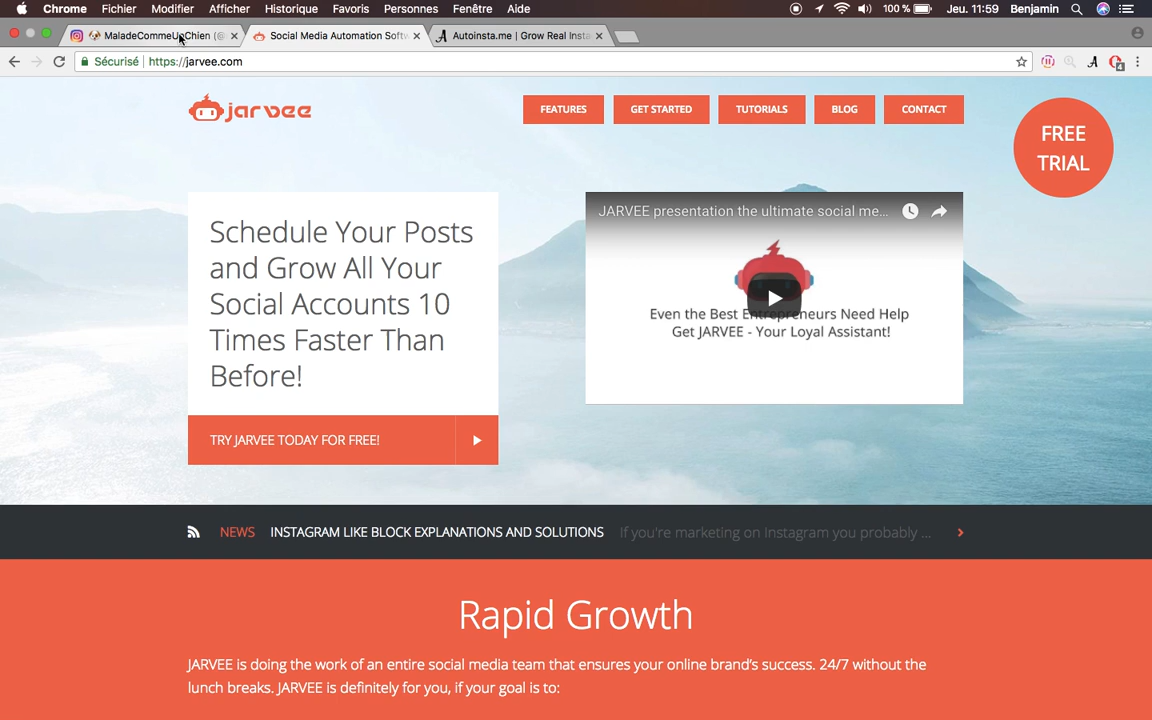 Chrome Fichier Modifier Afficher Historique Favoris Personnes Fenêtre Aide 100 % Jeu. 11:59 Benjamin
MaladeCommeUnChien (@ Social Media Automation Softw Autoinsta.me | Grow Real Insta
Sécurisé https://jarvee.com
jarvee
FEATURES GET STARTED TUTORIALS BLOG CONTACT
FREE
TRIAL
Schedule Your Posts
and Grow All Your
Social Accounts 10
Times Faster Than
Before!
TRY JARVEE TODAY FOR FREE!
JARVEE presentation the ultimate social me...
Even the Best Entrepreneurs Need Help
Get JARVEE - Your Loyal Assistant!
NEWS INSTAGRAM LIKE BLOCK EXPLANATIONS AND SOLUTIONS If you're marketing on Instagram you probably ...
Rapid Growth
JARVEE is doing the work of an entire social media team that ensures your online brand's success. 24/7 without the
lunch breaks. JARVEE is definitely for you, if your goal is to: